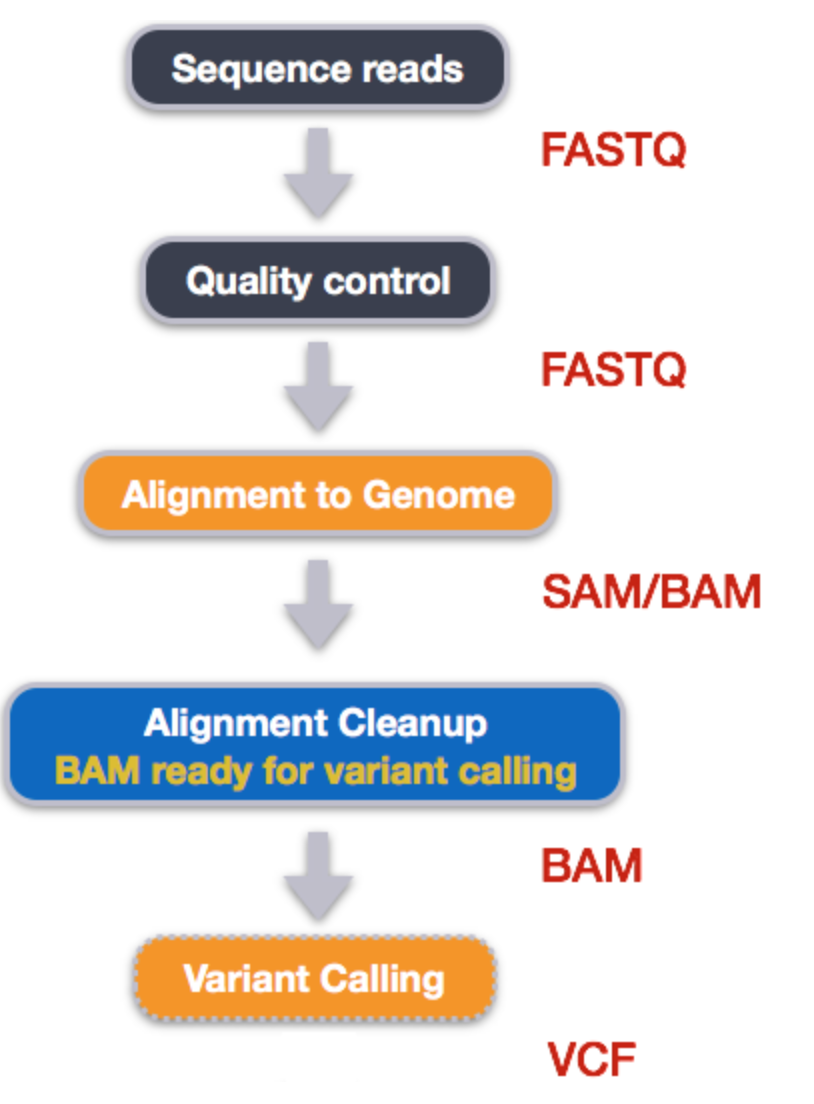 Sequence reads
FASTQ
Quality control
FASTQ
Alignment to Genome
SAM/BAM
Alignment Cleanup
BAM ready for variant calling
BAM
Variant Calling
VCF